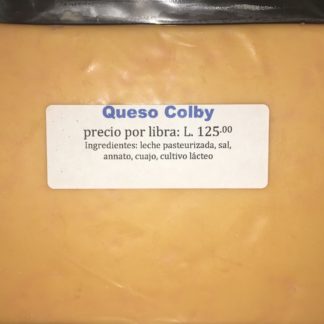 Queso Colby
precio por libra: L. 125.00
Ingredientes: leche pasteurizada, sal,
annato, cuajo, cultivo lácteo